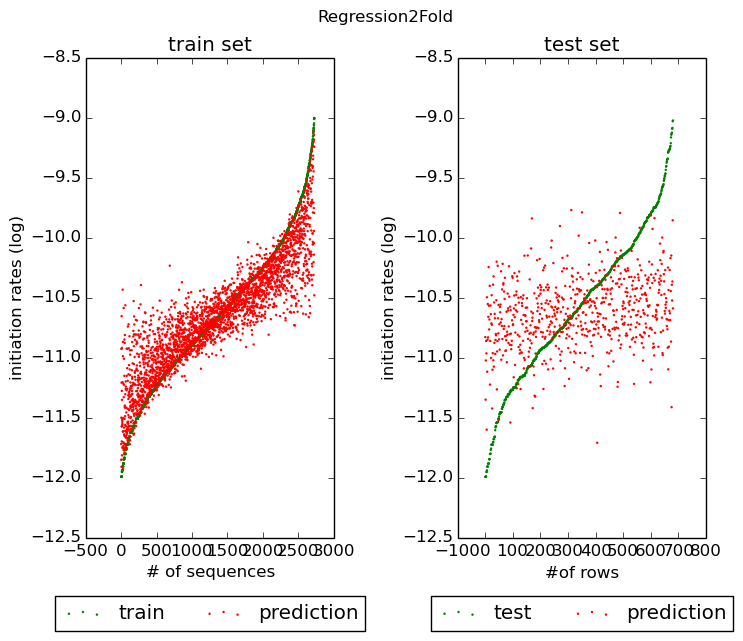 Regression2Fold
train set
test set
initiation rates (log)
−8.5
−9.0
−9.5
−10.0
−10.5
−11.0
−11.5
−12.0
−12.5
−500 0 500 1000 1500 2000 2500 3000
# of sequences
train prediction
initiation rates (log)
−8.5
−9.0
−9.5
−10.0
−10.5
−11.0
−11.5
−12.0
−12.5
−100 0 100 200 300 400 500 600 700 800
#of rows
test prediction